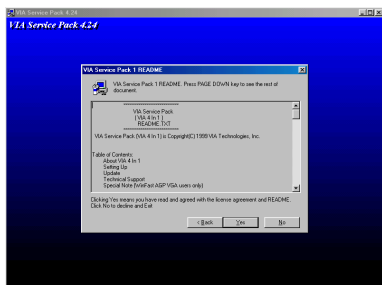 VIA Service Pack 4.24
VIA Service Pack 4.24
VIA Service Pack 1 README
VIA Service Pack 1 README. Press PAGE DOWN key to see the rest of
document.
VIA Service Pack
( VIA 4 In 1 )
README.TXT
VIA Service Pack (VIA 4 In 1) is Copyright(C) 1999 VIA Technologies, Inc.
Table of Contents:
About VIA 4 In 1
Setting Up
Update
Technical Support
Special Note (WinFast AGP VGA users only)
Clicking Yes means you have read and agreed with the license agreement and README.
Click No to decline and Exit
< Back
Yes
No